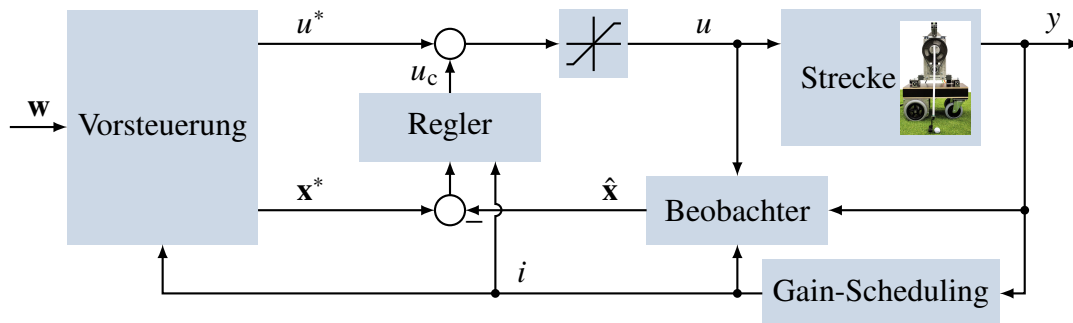 u*
u
y
u_c
Strecke
w
Vorsteuerung
Regler
x*
x̂
Beobachter
i
Gain-Scheduling